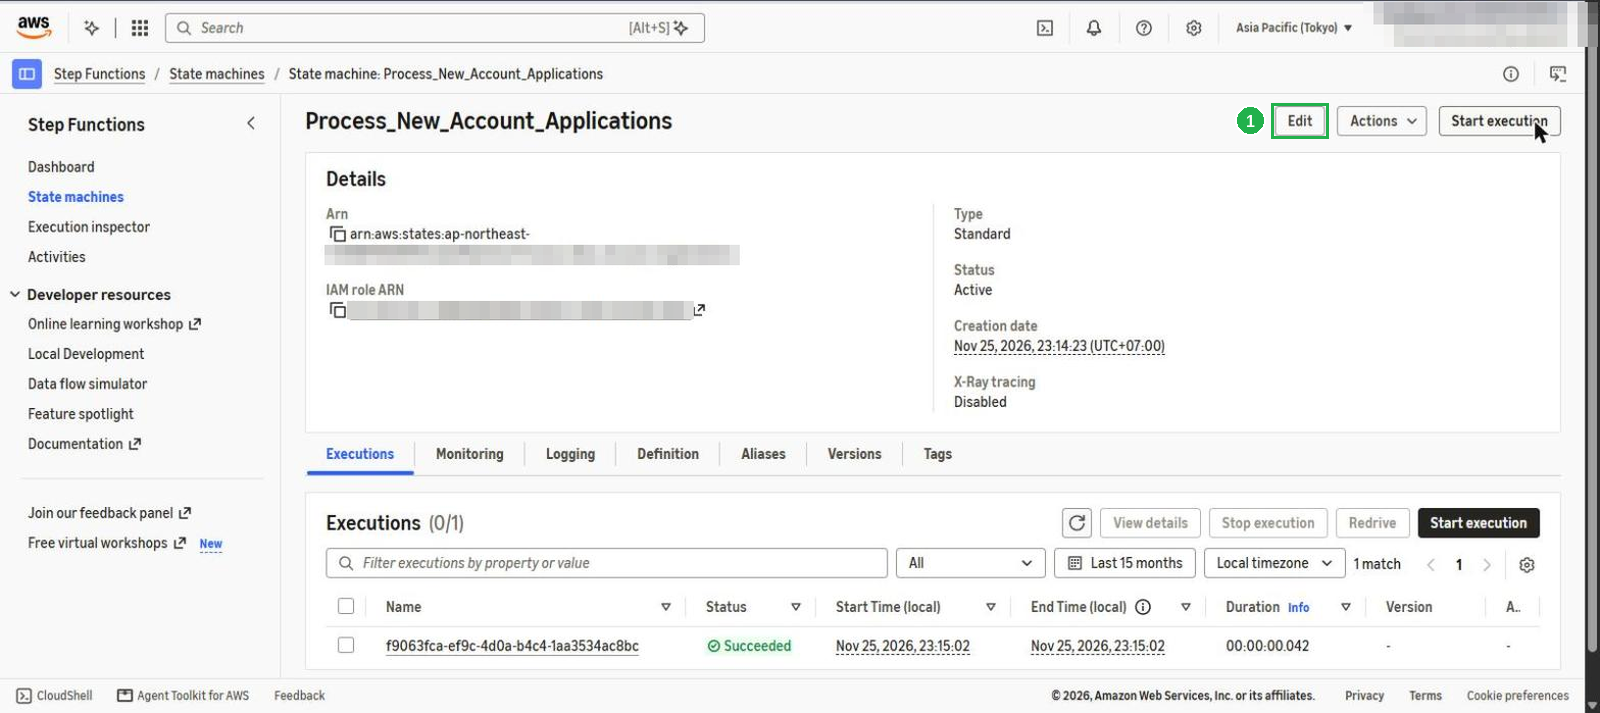 aws
Search [Alt+S]
Asia Pacific (Tokyo)
Step Functions / State machines / State machine: Process_New_Account_Applications
Step Functions
Dashboard
State machines
Execution inspector
Activities
Developer resources
Online learning workshop
Local Development
Data flow simulator
Feature spotlight
Documentation
Join our feedback panel
Free virtual workshops New
Process_New_Account_Applications
1 Edit Actions Start execution
Details
Arn
arn:aws:states:ap-northeast-
IAM role ARN
Type
Standard
Status
Active
Creation date
Nov 25, 2026, 23:14:23 (UTC+07:00)
X-Ray tracing
Disabled
Executions Monitoring Logging Definition Aliases Versions Tags
Executions (0/1) View details Stop execution Redrive Start execution
Filter executions by property or value All Last 15 months Local timezone 1 match 1
Name Status Start Time (local) End Time (local) Duration Info Version A..
f9063fca-ef9c-4d0a-b4c4-1aa3534ac8bc Succeeded Nov 25, 2026, 23:15:02 Nov 25, 2026, 23:15:02 00:00:00.042 - -
CloudShell Agent Toolkit for AWS Feedback © 2026, Amazon Web Services, Inc. or its affiliates. Privacy Terms Cookie preferences